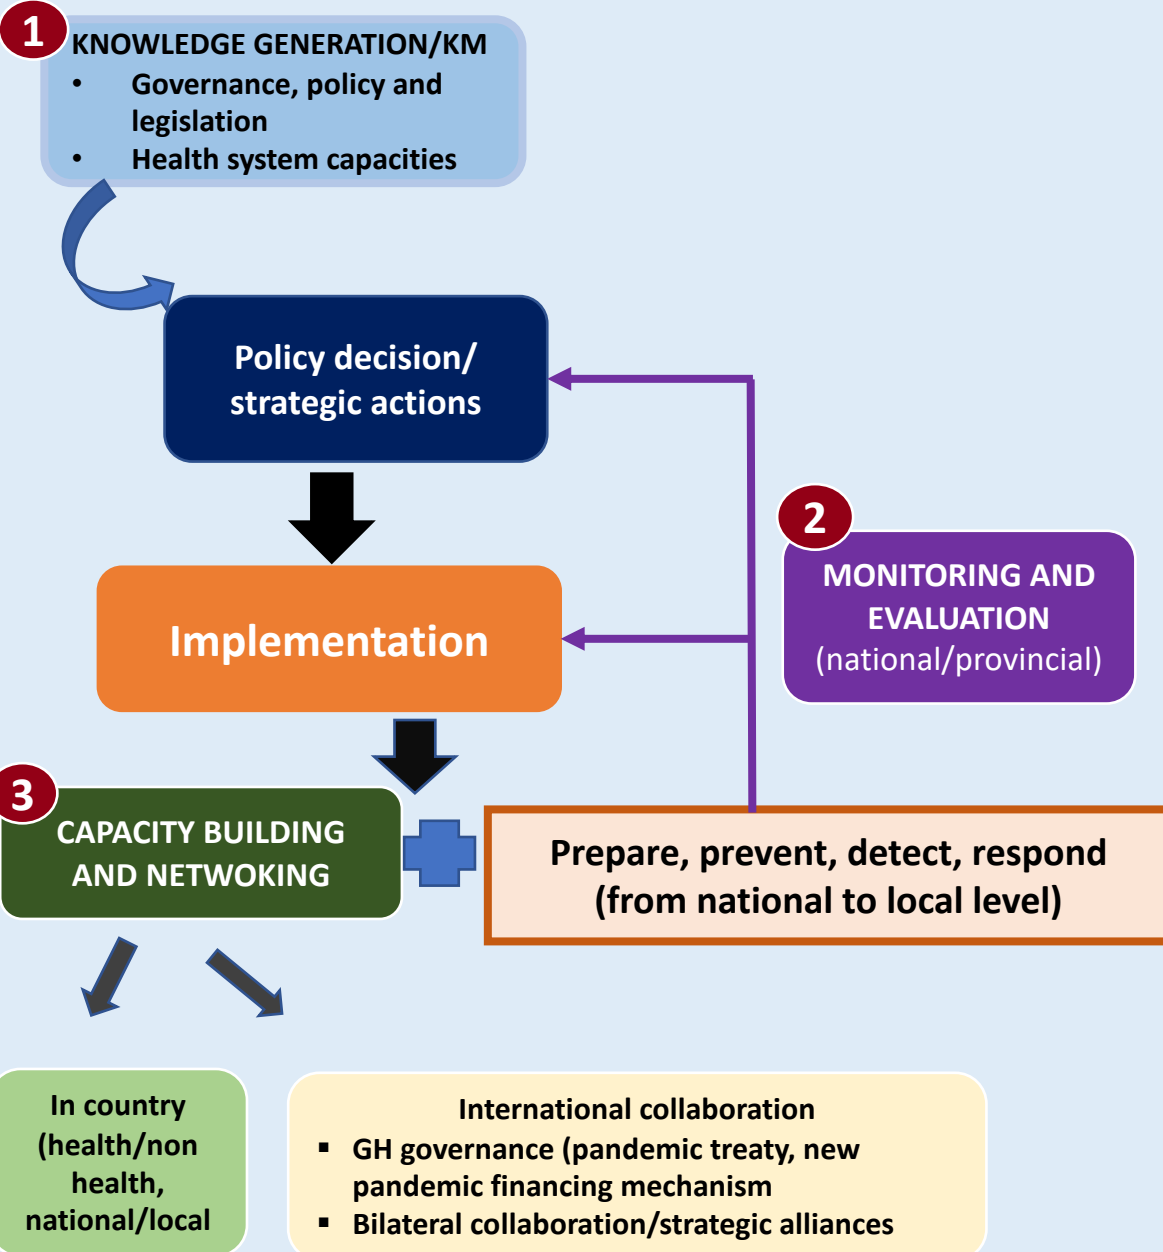 1
KNOWLEDGE GENERATION/KM
• Governance, policy and
legislation
• Health system capacities
Policy decision/
strategic actions
2
MONITORING AND
EVALUATION
(national/provincial)
Implementation
3
CAPACITY BUILDING
AND NETWOKING
Prepare, prevent, detect, respond
(from national to local level)
In country
(health/non
health,
national/local
International collaboration
▪ GH governance (pandemic treaty, new
pandemic financing mechanism
▪ Bilateral collaboration/strategic alliances